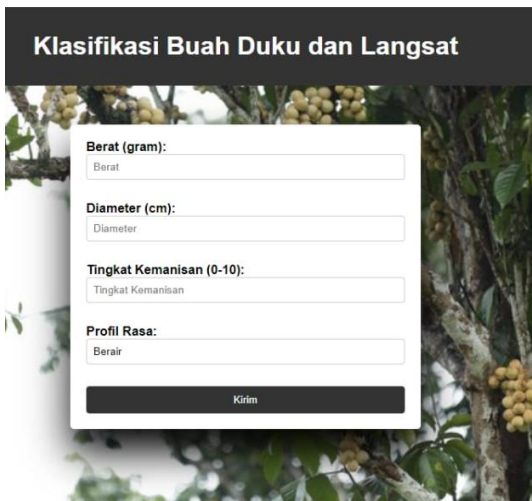 Klasifikasi Buah Duku dan Langsat
Berat (gram):
Berat
Diameter (cm):
Diameter
Tingkat Kemanisan (0-10):
Tingkat Kemanisan
Profil Rasa:
Berair
Kirim